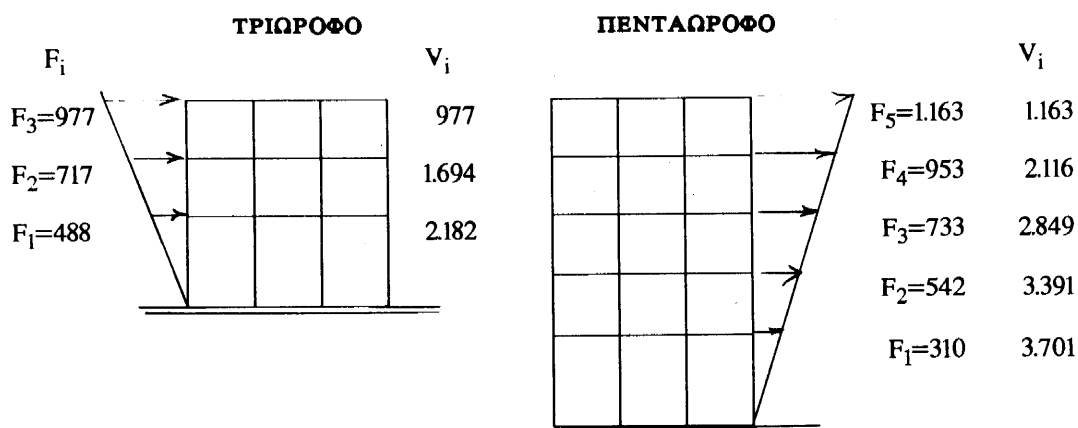 ΤΡΙΩΡΟΦΟ
F_i V_i
F_3=977 977
F_2=717 1.694
F_1=488 2.182
ΠΕΝΤΑΩΡΟΦΟ
V_i
F_5=1.163 1.163
F_4=953 2.116
F_3=733 2.849
F_2=542 3.391
F_1=310 3.701